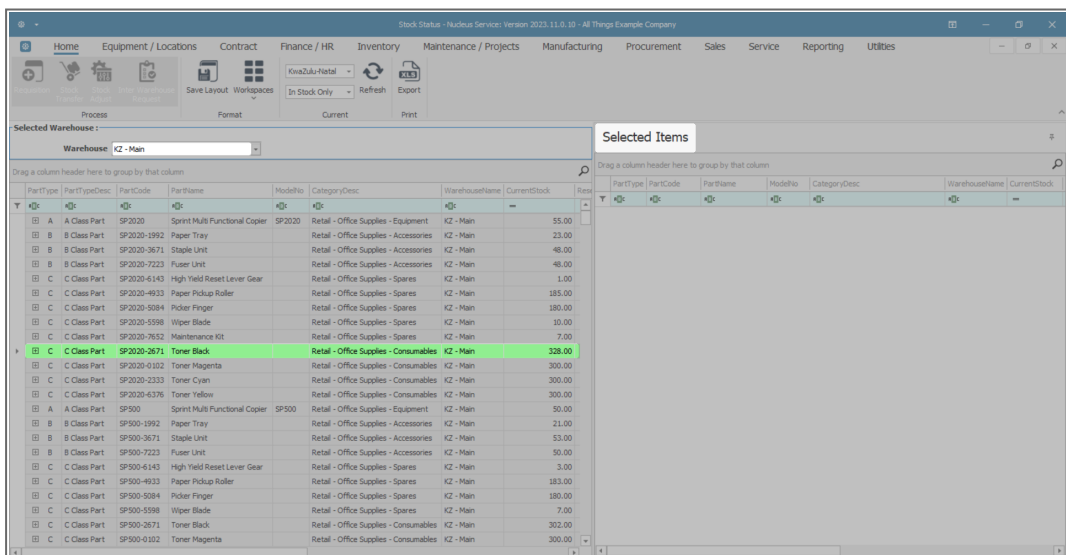 Stock Status - Nucleus Service: Version 2023.11.0.10 - All Things Example Company
Home Equipment / Locations Contract Finance / HR Inventory Maintenance / Projects Manufacturing Procurement Sales Service Reporting Utilities
KwaZulu-Natal
In Stock Only
Save Layout Workspaces Refresh Export
Process Format Current Print
Selected Warehouse :
Warehouse KZ - Main
Selected Items
Drag a column header here to group by that column
Drag a column header here to group by that column
PartType PartTypeDesc PartCode PartName ModelNo CategoryDesc WarehouseName CurrentStock Rese
PartType PartCode PartName ModelNo CategoryDesc WarehouseName CurrentStock
A A Class Part SP2020 Sprint Multi Functional Copier SP2020 Retail - Office Supplies - Equipment KZ - Main 55.00
B B Class Part SP2020-1992 Paper Tray Retail - Office Supplies - Accessories KZ - Main 23.00
B B Class Part SP2020-3671 Staple Unit Retail - Office Supplies - Accessories KZ - Main 48.00
B B Class Part SP2020-7223 Fuser Unit Retail - Office Supplies - Accessories KZ - Main 48.00
C C Class Part SP2020-6143 High Yield Reset Lever Gear Retail - Office Supplies - Spares KZ - Main 1.00
C C Class Part SP2020-4933 Paper Pickup Roller Retail - Office Supplies - Spares KZ - Main 185.00
C C Class Part SP2020-5084 Picker Finger Retail - Office Supplies - Spares KZ - Main 180.00
C C Class Part SP2020-5598 Wiper Blade Retail - Office Supplies - Spares KZ - Main 10.00
C C Class Part SP2020-7652 Maintenance Kit Retail - Office Supplies - Spares KZ - Main 7.00
C C Class Part SP2020-2671 Toner Black Retail - Office Supplies - Consumables KZ - Main 328.00
C C Class Part SP2020-0102 Toner Magenta Retail - Office Supplies - Consumables KZ - Main 300.00
C C Class Part SP2020-2333 Toner Cyan Retail - Office Supplies - Consumables KZ - Main 300.00
C C Class Part SP2020-6376 Toner Yellow Retail - Office Supplies - Consumables KZ - Main 300.00
A A Class Part SP500 Sprint Multi Functional Copier SP500 Retail - Office Supplies - Equipment KZ - Main 50.00
B B Class Part SP500-1992 Paper Tray Retail - Office Supplies - Accessories KZ - Main 21.00
B B Class Part SP500-3671 Staple Unit Retail - Office Supplies - Accessories KZ - Main 53.00
B B Class Part SP500-7223 Fuser Unit Retail - Office Supplies - Accessories KZ - Main 50.00
C C Class Part SP500-6143 High Yield Reset Lever Gear Retail - Office Supplies - Spares KZ - Main 3.00
C C Class Part SP500-4933 Paper Pickup Roller Retail - Office Supplies - Spares KZ - Main 183.00
C C Class Part SP500-5084 Picker Finger Retail - Office Supplies - Spares KZ - Main 180.00
C C Class Part SP500-5598 Wiper Blade Retail - Office Supplies - Spares KZ - Main 7.00
C C Class Part SP500-2671 Toner Black Retail - Office Supplies - Consumables KZ - Main 302.00
C C Class Part SP500-0102 Toner Magenta Retail - Office Supplies - Consumables KZ - Main 300.00